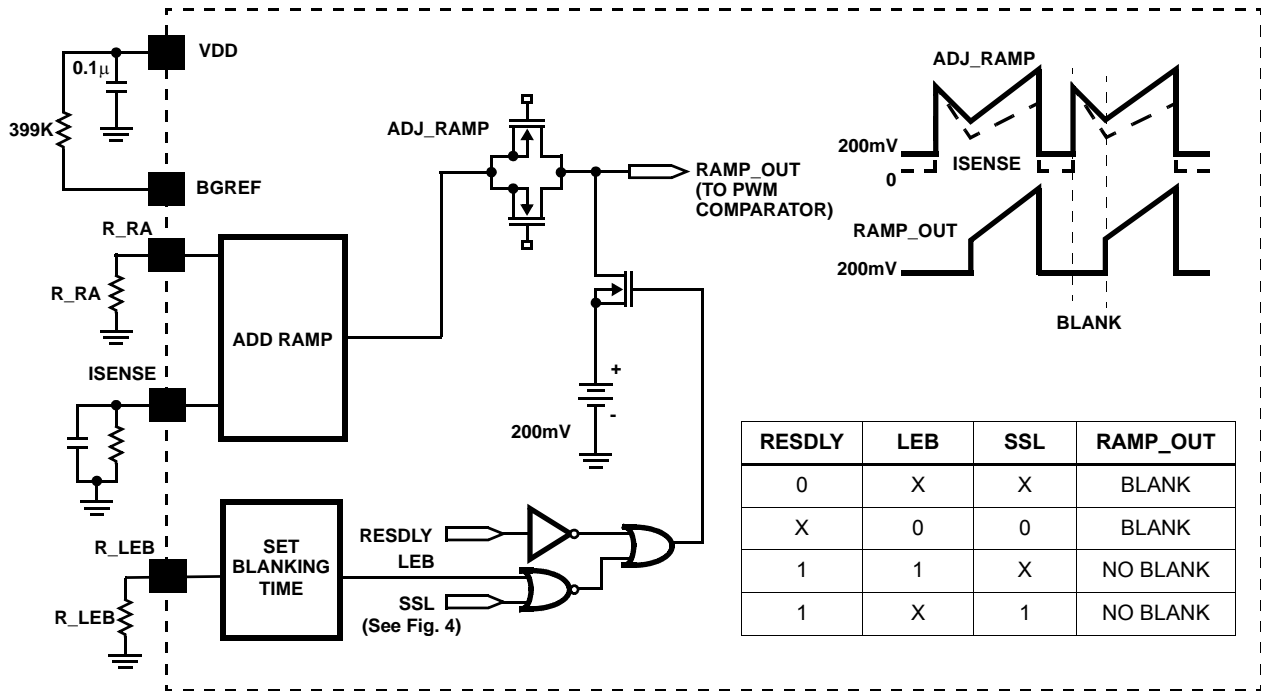 VDD
0.1μ
399K
BGREF
R_RA
R_RA
ADD RAMP
ISENSE
ADJ_RAMP
RAMP_OUT
(TO PWM
COMPARATOR)
+
-
200mV
R_LEB
R_LEB
SET
BLANKING
TIME
RESDLY
LEB
SSL
(See Fig. 4)
ADJ_RAMP
200mV
ISENSE
0
RAMP_OUT
200mV
BLANK
RESDLY LEB SSL RAMP_OUT
0 X X BLANK
X 0 0 BLANK
1 1 X NO BLANK
1 X 1 NO BLANK